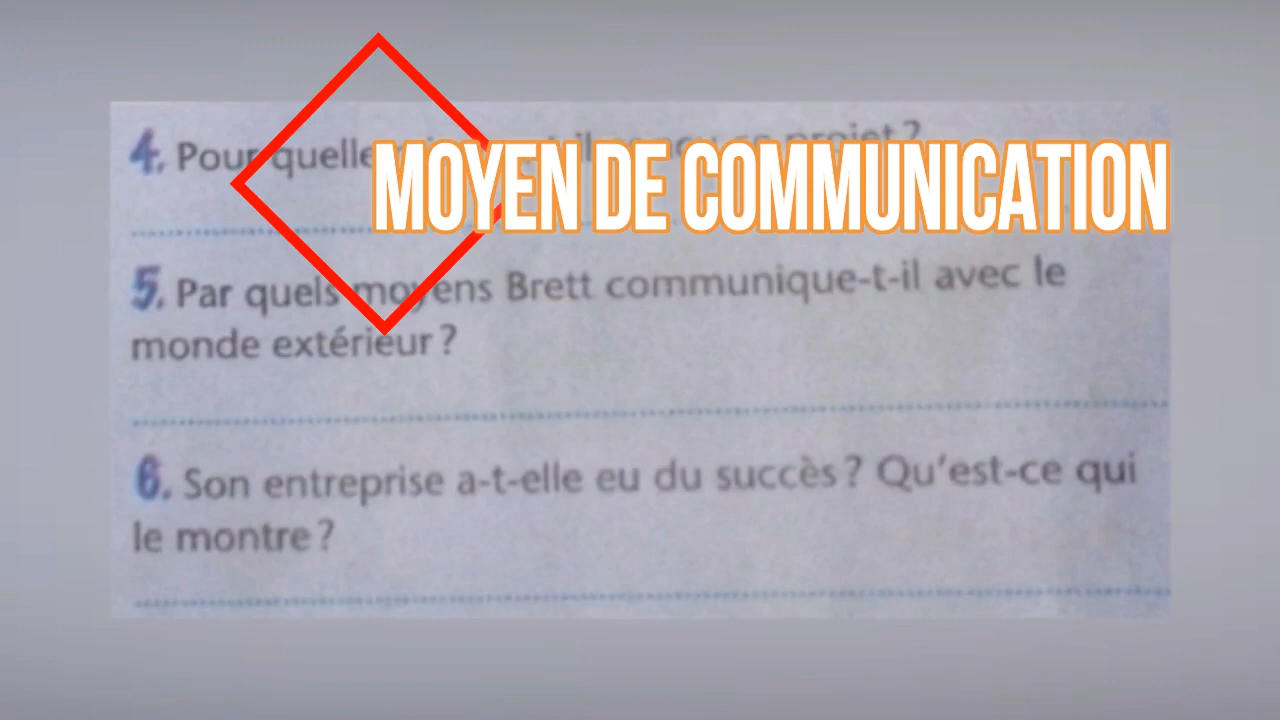 4. Pour quelle projet ?
MOYEN DE COMMUNICATION
5. Par quels moyens Brett communique-t-il avec le
monde extérieur ?
6. Son entreprise a-t-elle eu du succès ? Qu'est-ce qui
le montre ?